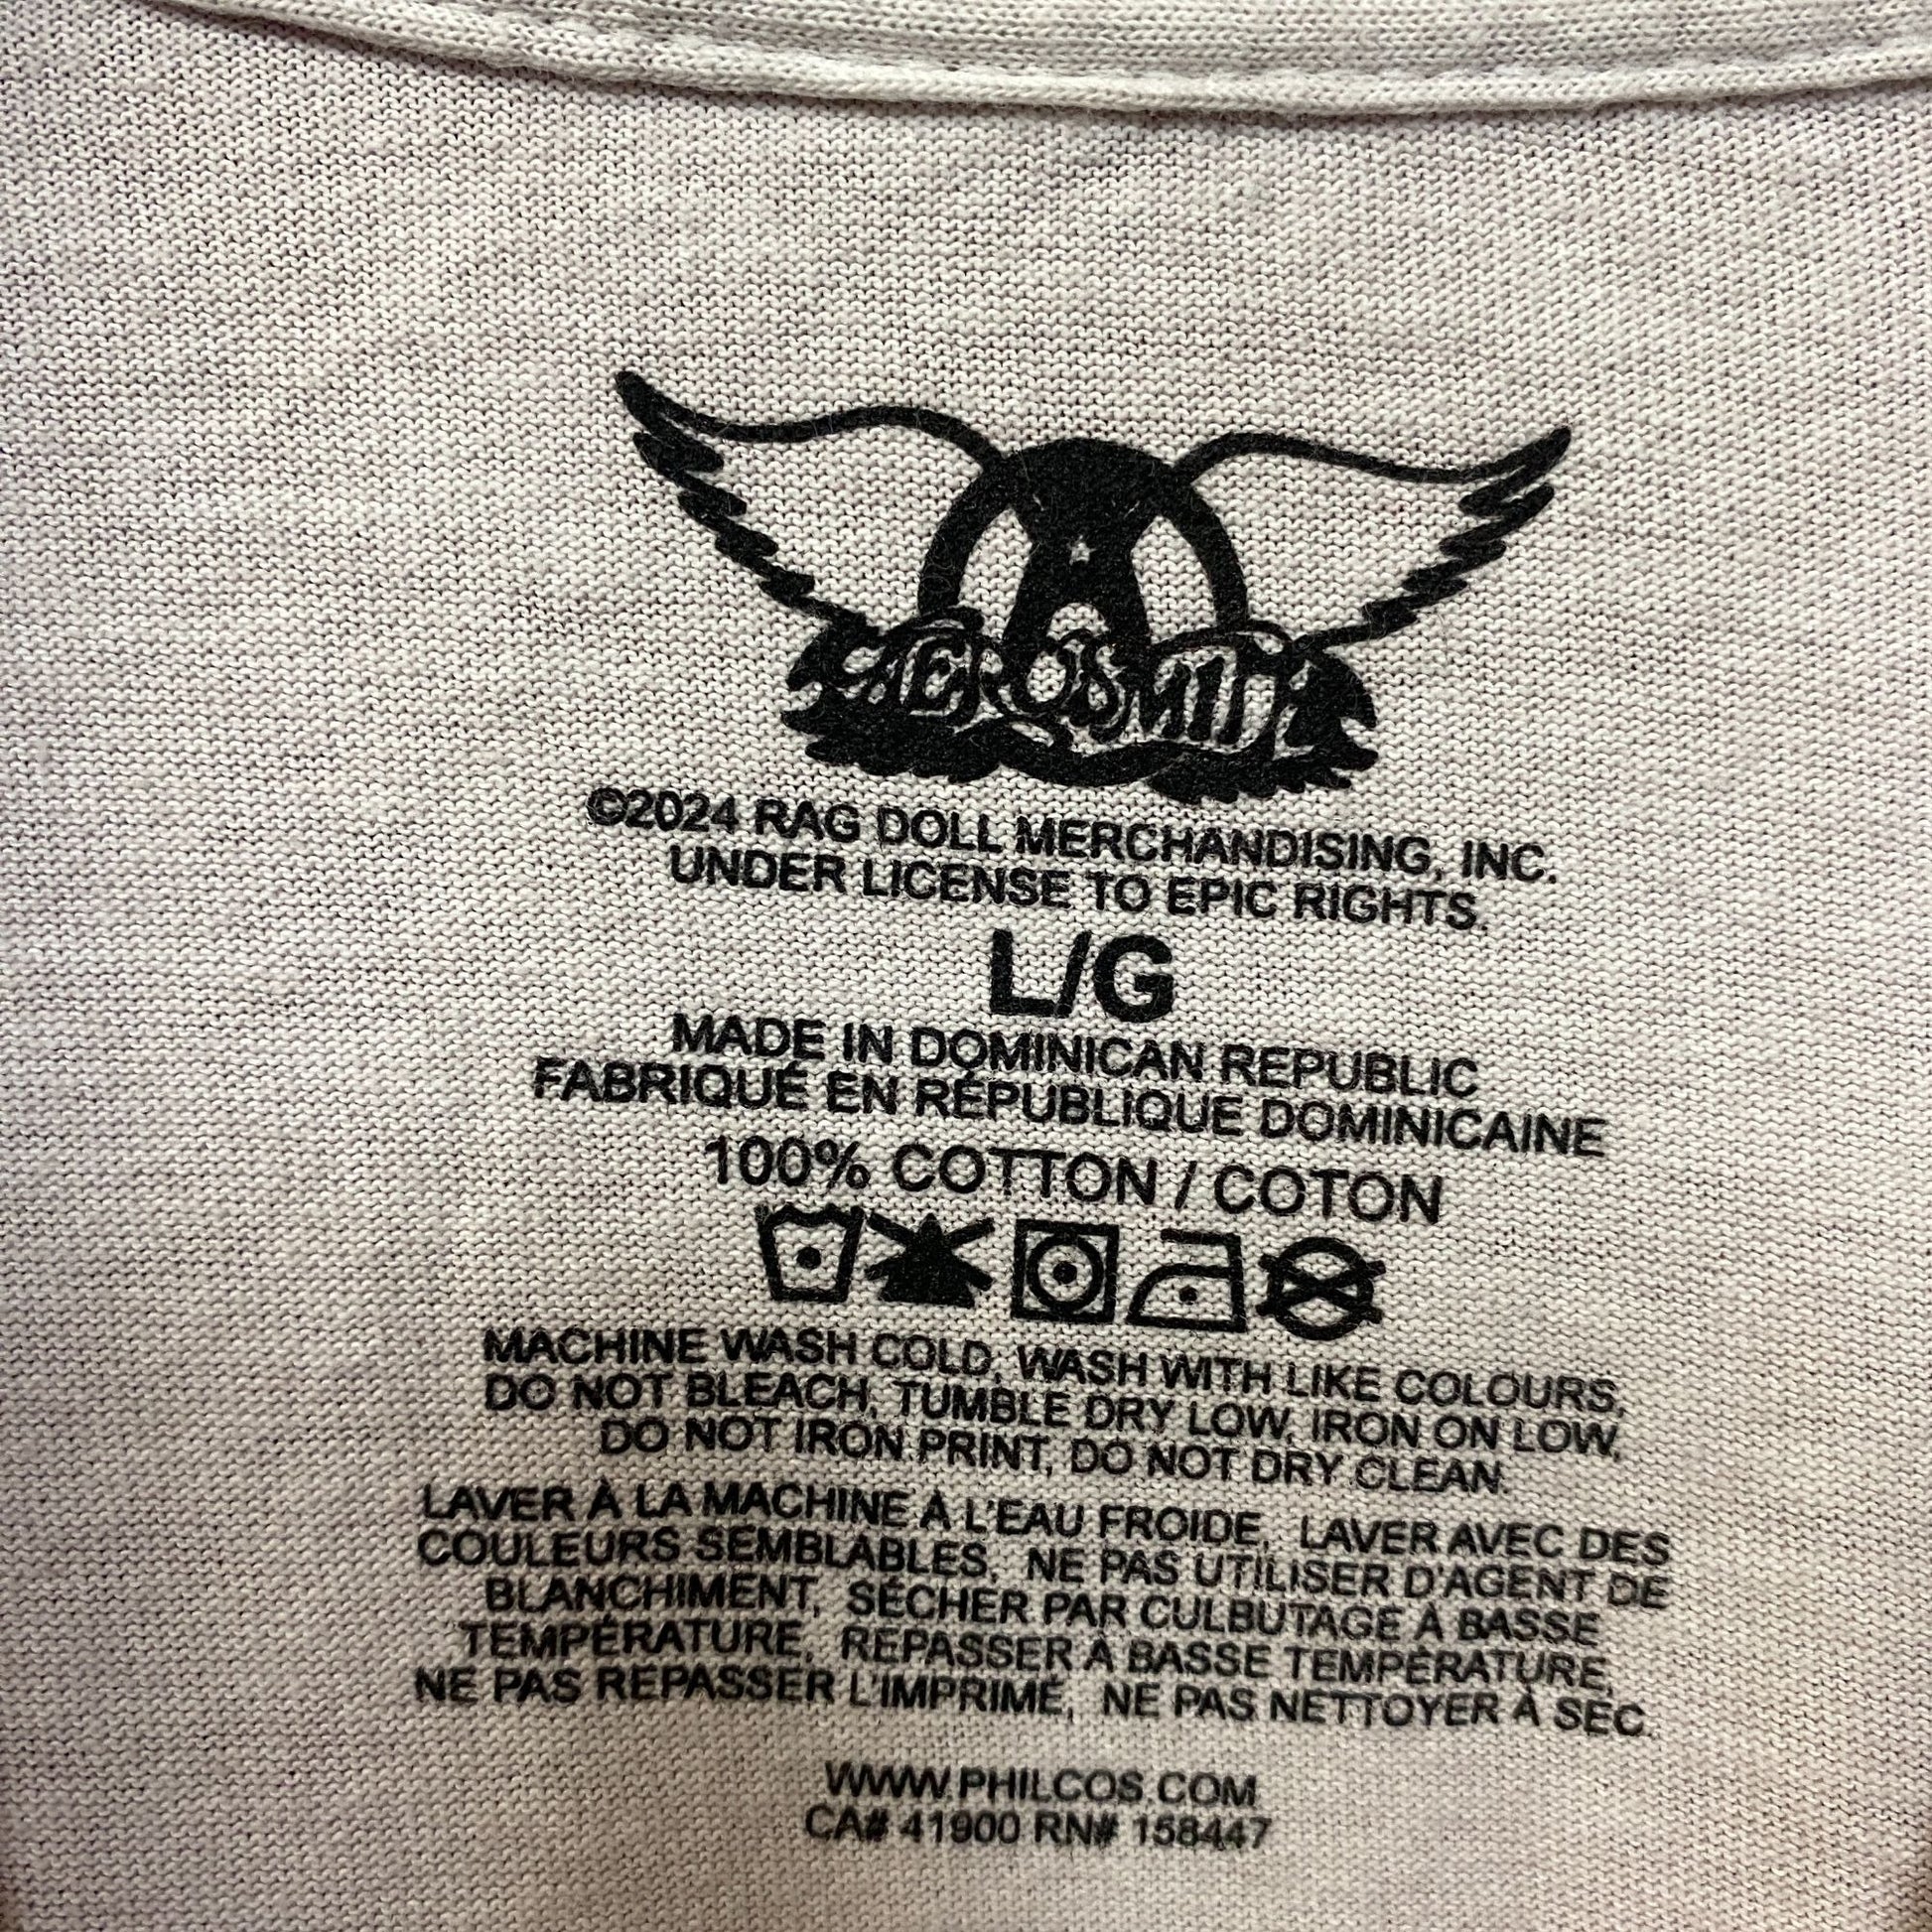 AEROSMITH
©2024 RAG DOLL MERCHANDISING, INC.
UNDER LICENSE TO EPIC RIGHTS.
L/G
MADE IN DOMINICAN REPUBLIC
FABRIQUÉ EN RÉPUBLIQUE DOMINICAINE
100% COTTON / COTON
MACHINE WASH COLD, WASH WITH LIKE COLOURS,
DO NOT BLEACH, TUMBLE DRY LOW, IRON ON LOW,
DO NOT IRON PRINT, DO NOT DRY CLEAN.
LAVER À LA MACHINE À L'EAU FROIDE, LAVER AVEC DES
COULEURS SEMBLABLES, NE PAS UTILISER D'AGENT DE
BLANCHIMENT, SÉCHER PAR CULBUTAGE À BASSE
TEMPÉRATURE, REPASSER À BASSE TEMPÉRATURE,
NE PAS REPASSER L'IMPRIMÉ, NE PAS NETTOYER À SEC.
WWW.PHILCOS.COM
CA# 41900 RN# 158447